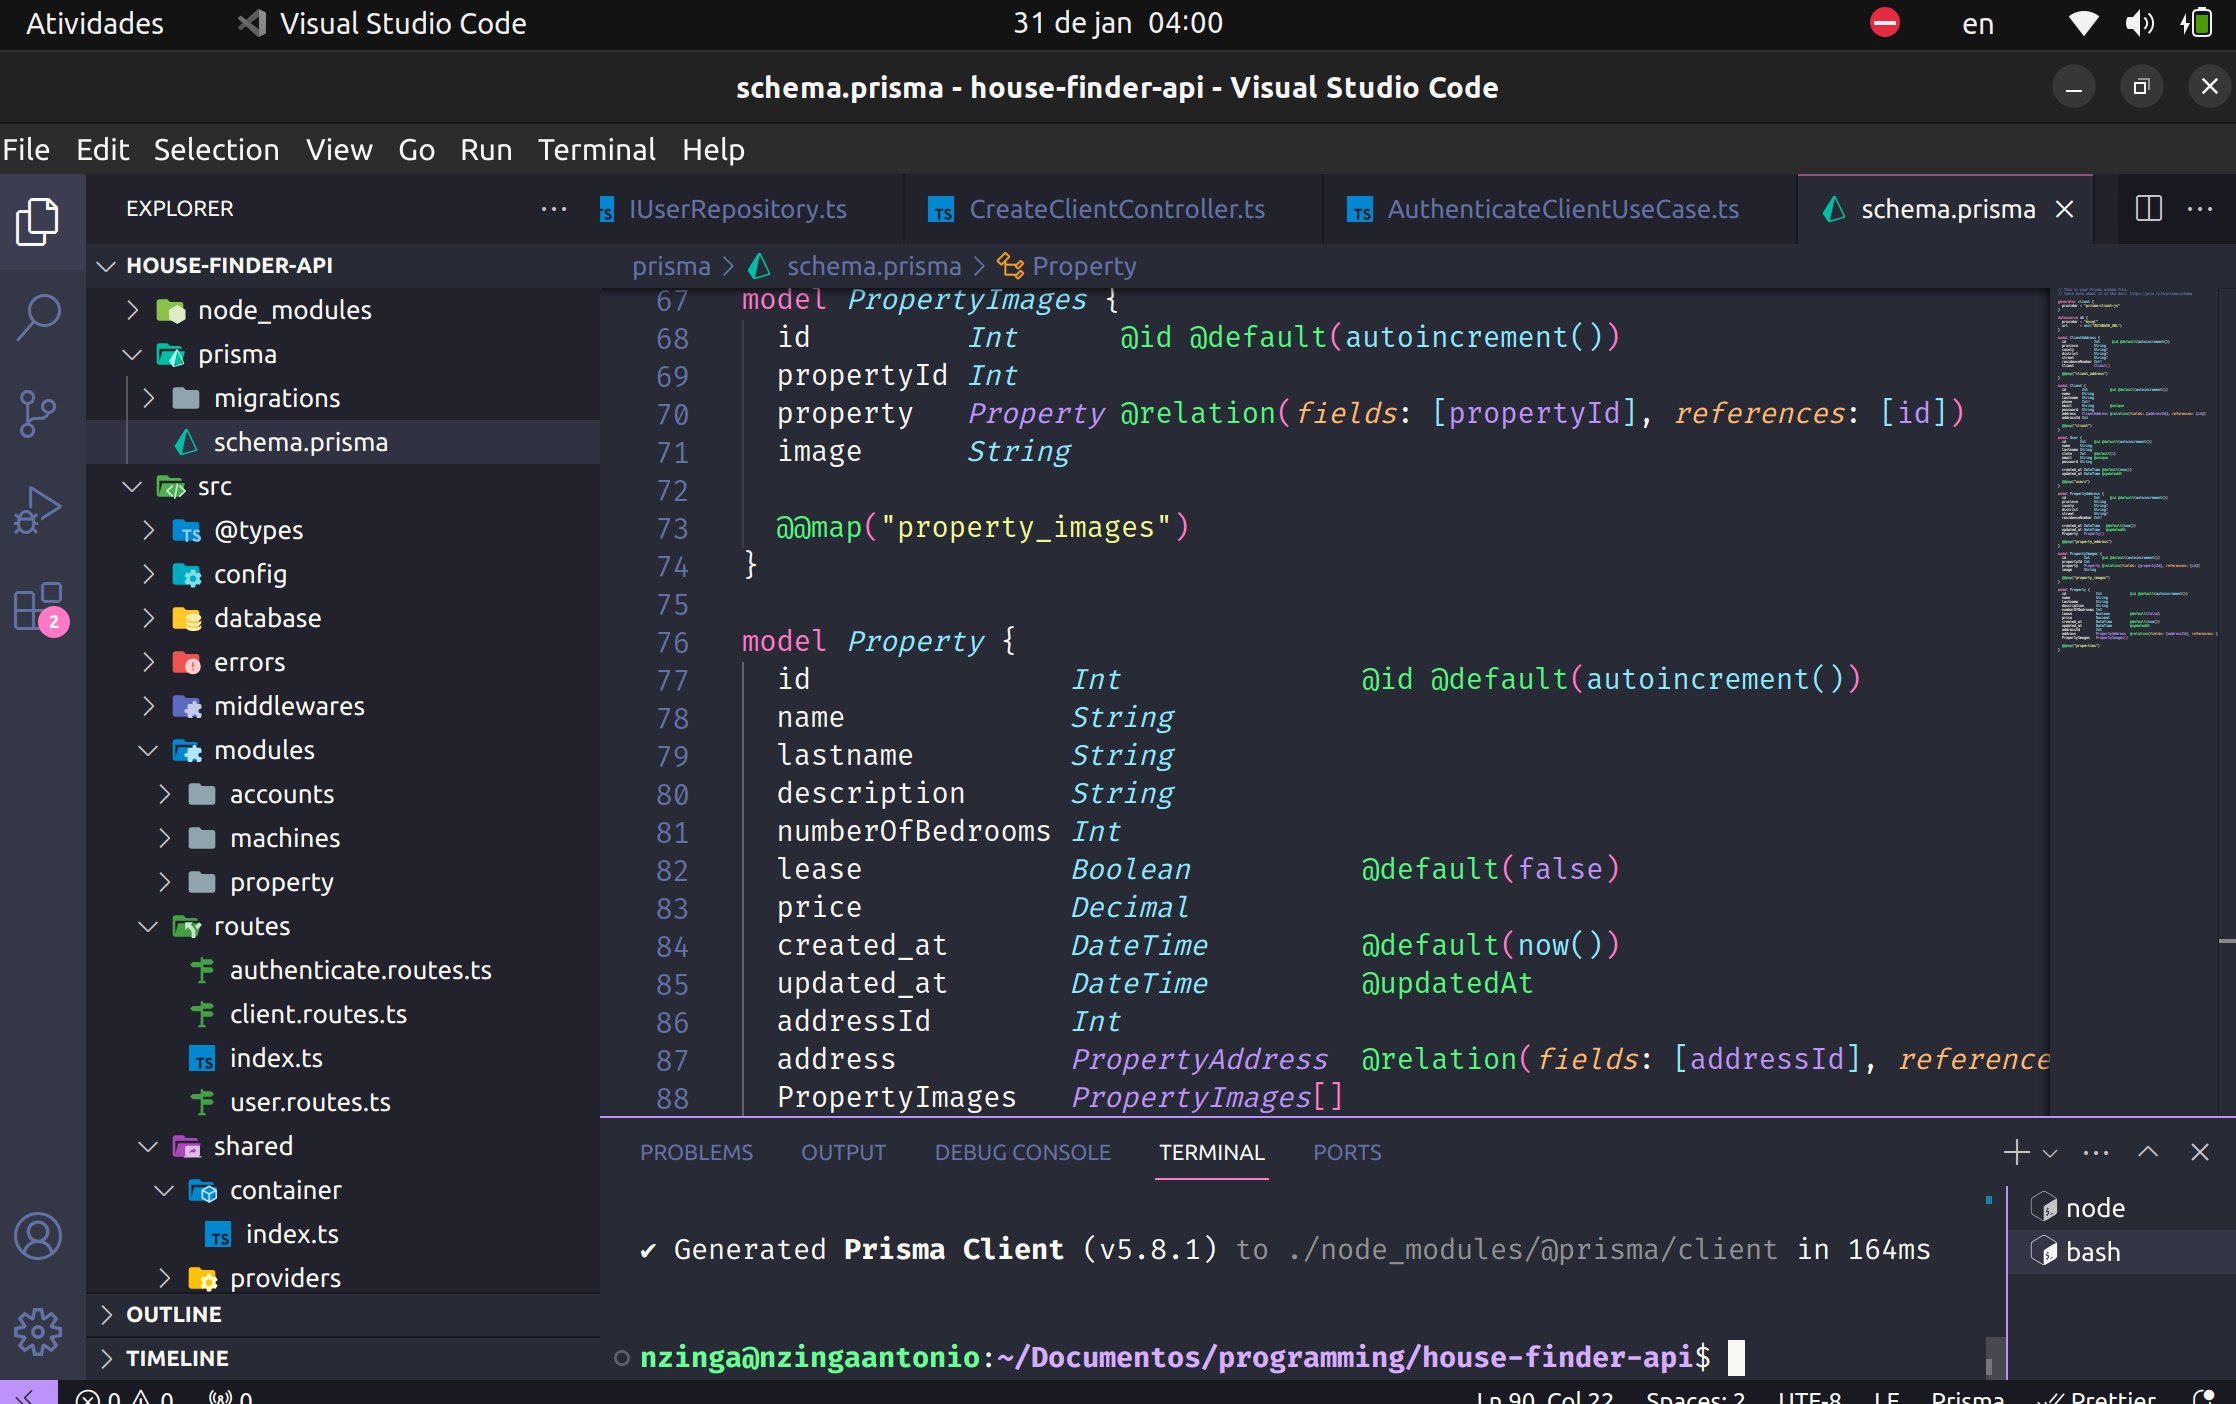 Atividades
Visual Studio Code
31 de jan 04:00
en
schema.prisma - house-finder-api - Visual Studio Code
File Edit Selection View Go Run Terminal Help
EXPLORER
IUserRepository.ts
CreateClientController.ts
AuthenticateClientUseCase.ts
schema.prisma
HOUSE-FINDER-API
node_modules
prisma
migrations
schema.prisma
src
@types
config
database
errors
middlewares
modules
accounts
machines
property
routes
authenticate.routes.ts
client.routes.ts
index.ts
user.routes.ts
shared
container
index.ts
providers
OUTLINE
TIMELINE
2
prisma > schema.prisma > Property
67 model PropertyImages {
68 id Int @id @default(autoincrement())
69 propertyId Int
70 property Property @relation(fields: [propertyId], references: [id])
71 image String
72
73 @@map("property_images")
74 }
75
76 model Property {
77 id Int @id @default(autoincrement())
78 name String
79 lastname String
80 description String
81 numberOfBedrooms Int
82 lease Boolean @default(false)
83 price Decimal
84 created_at DateTime @default(now())
85 updated_at DateTime @updatedAt
86 addressId Int
87 address PropertyAddress @relation(fields: [addressId], reference
88 PropertyImages PropertyImages[]
PROBLEMS OUTPUT DEBUG CONSOLE TERMINAL PORTS
✔ Generated Prisma Client (v5.8.1) to ./node_modules/@prisma/client in 164ms
nzinga@nzingaantonio:~/Documentos/programming/house-finder-api$
node
bash
0 0 0
Ln 90, Col 22 Spaces: 2 UTF-8 LF Prisma Prettier